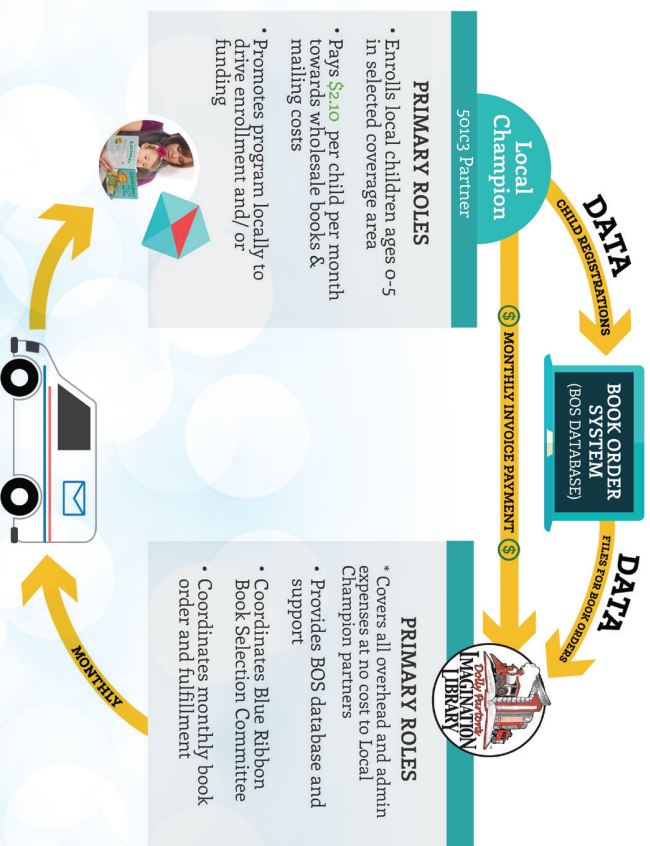 DATA
CHILD REGISTRATIONS
BOOK ORDER
SYSTEM
(BOS DATABASE)
DATA
FILES FOR BOOK ORDERS
Local
Champion
501c3 Partner
$ MONTHLY INVOICE PAYMENT $
Dolly Parton's
IMAGINATION
LIBRARY
PRIMARY ROLES
• Enrolls local children ages 0-5
in selected coverage area
• Pays $2.10 per child per month
towards wholesale books &
mailing costs
• Promotes program locally to
drive enrollment and/ or
funding
PRIMARY ROLES
* Covers all overhead and admin
expenses at no cost to Local
Champion partners
• Provides BOS database and
support
• Coordinates Blue Ribbon
Book Selection Committee
• Coordinates monthly book
order and fulfillment
MONTHLY